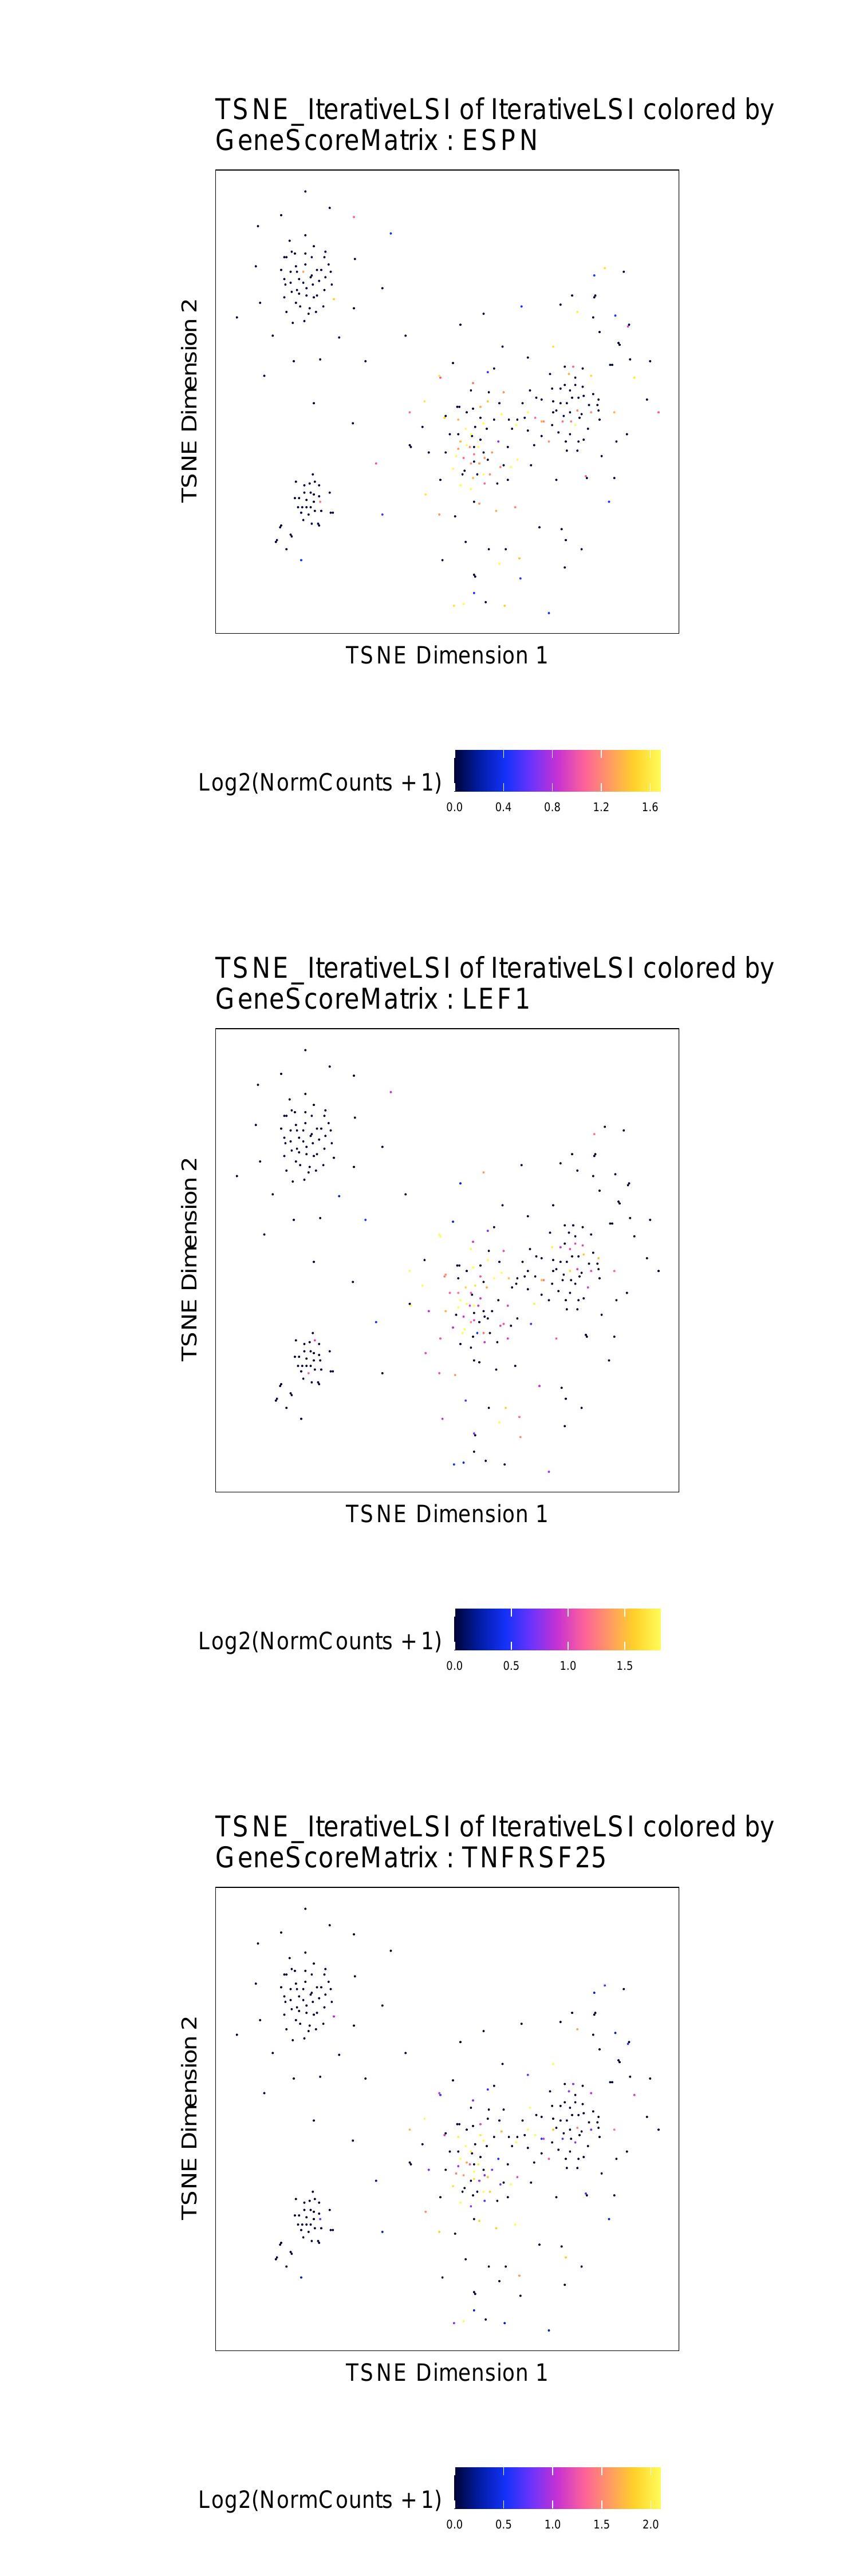 TSNE_IterativeLSI of IterativeLSI colored by
GeneScoreMatrix : ESPN
TSNE Dimension 2
TSNE Dimension 1
Log2(NormCounts +1)
0.0 0.4 0.8 1.2 1.6
TSNE_IterativeLSI of IterativeLSI colored by
GeneScoreMatrix : LEF1
TSNE Dimension 2
TSNE Dimension 1
Log2(NormCounts +1)
0.0 0.5 1.0 1.5
TSNE_IterativeLSI of IterativeLSI colored by
GeneScoreMatrix : TNFRSF25
TSNE Dimension 2
TSNE Dimension 1
Log2(NormCounts +1)
0.0 0.5 1.0 1.5 2.0